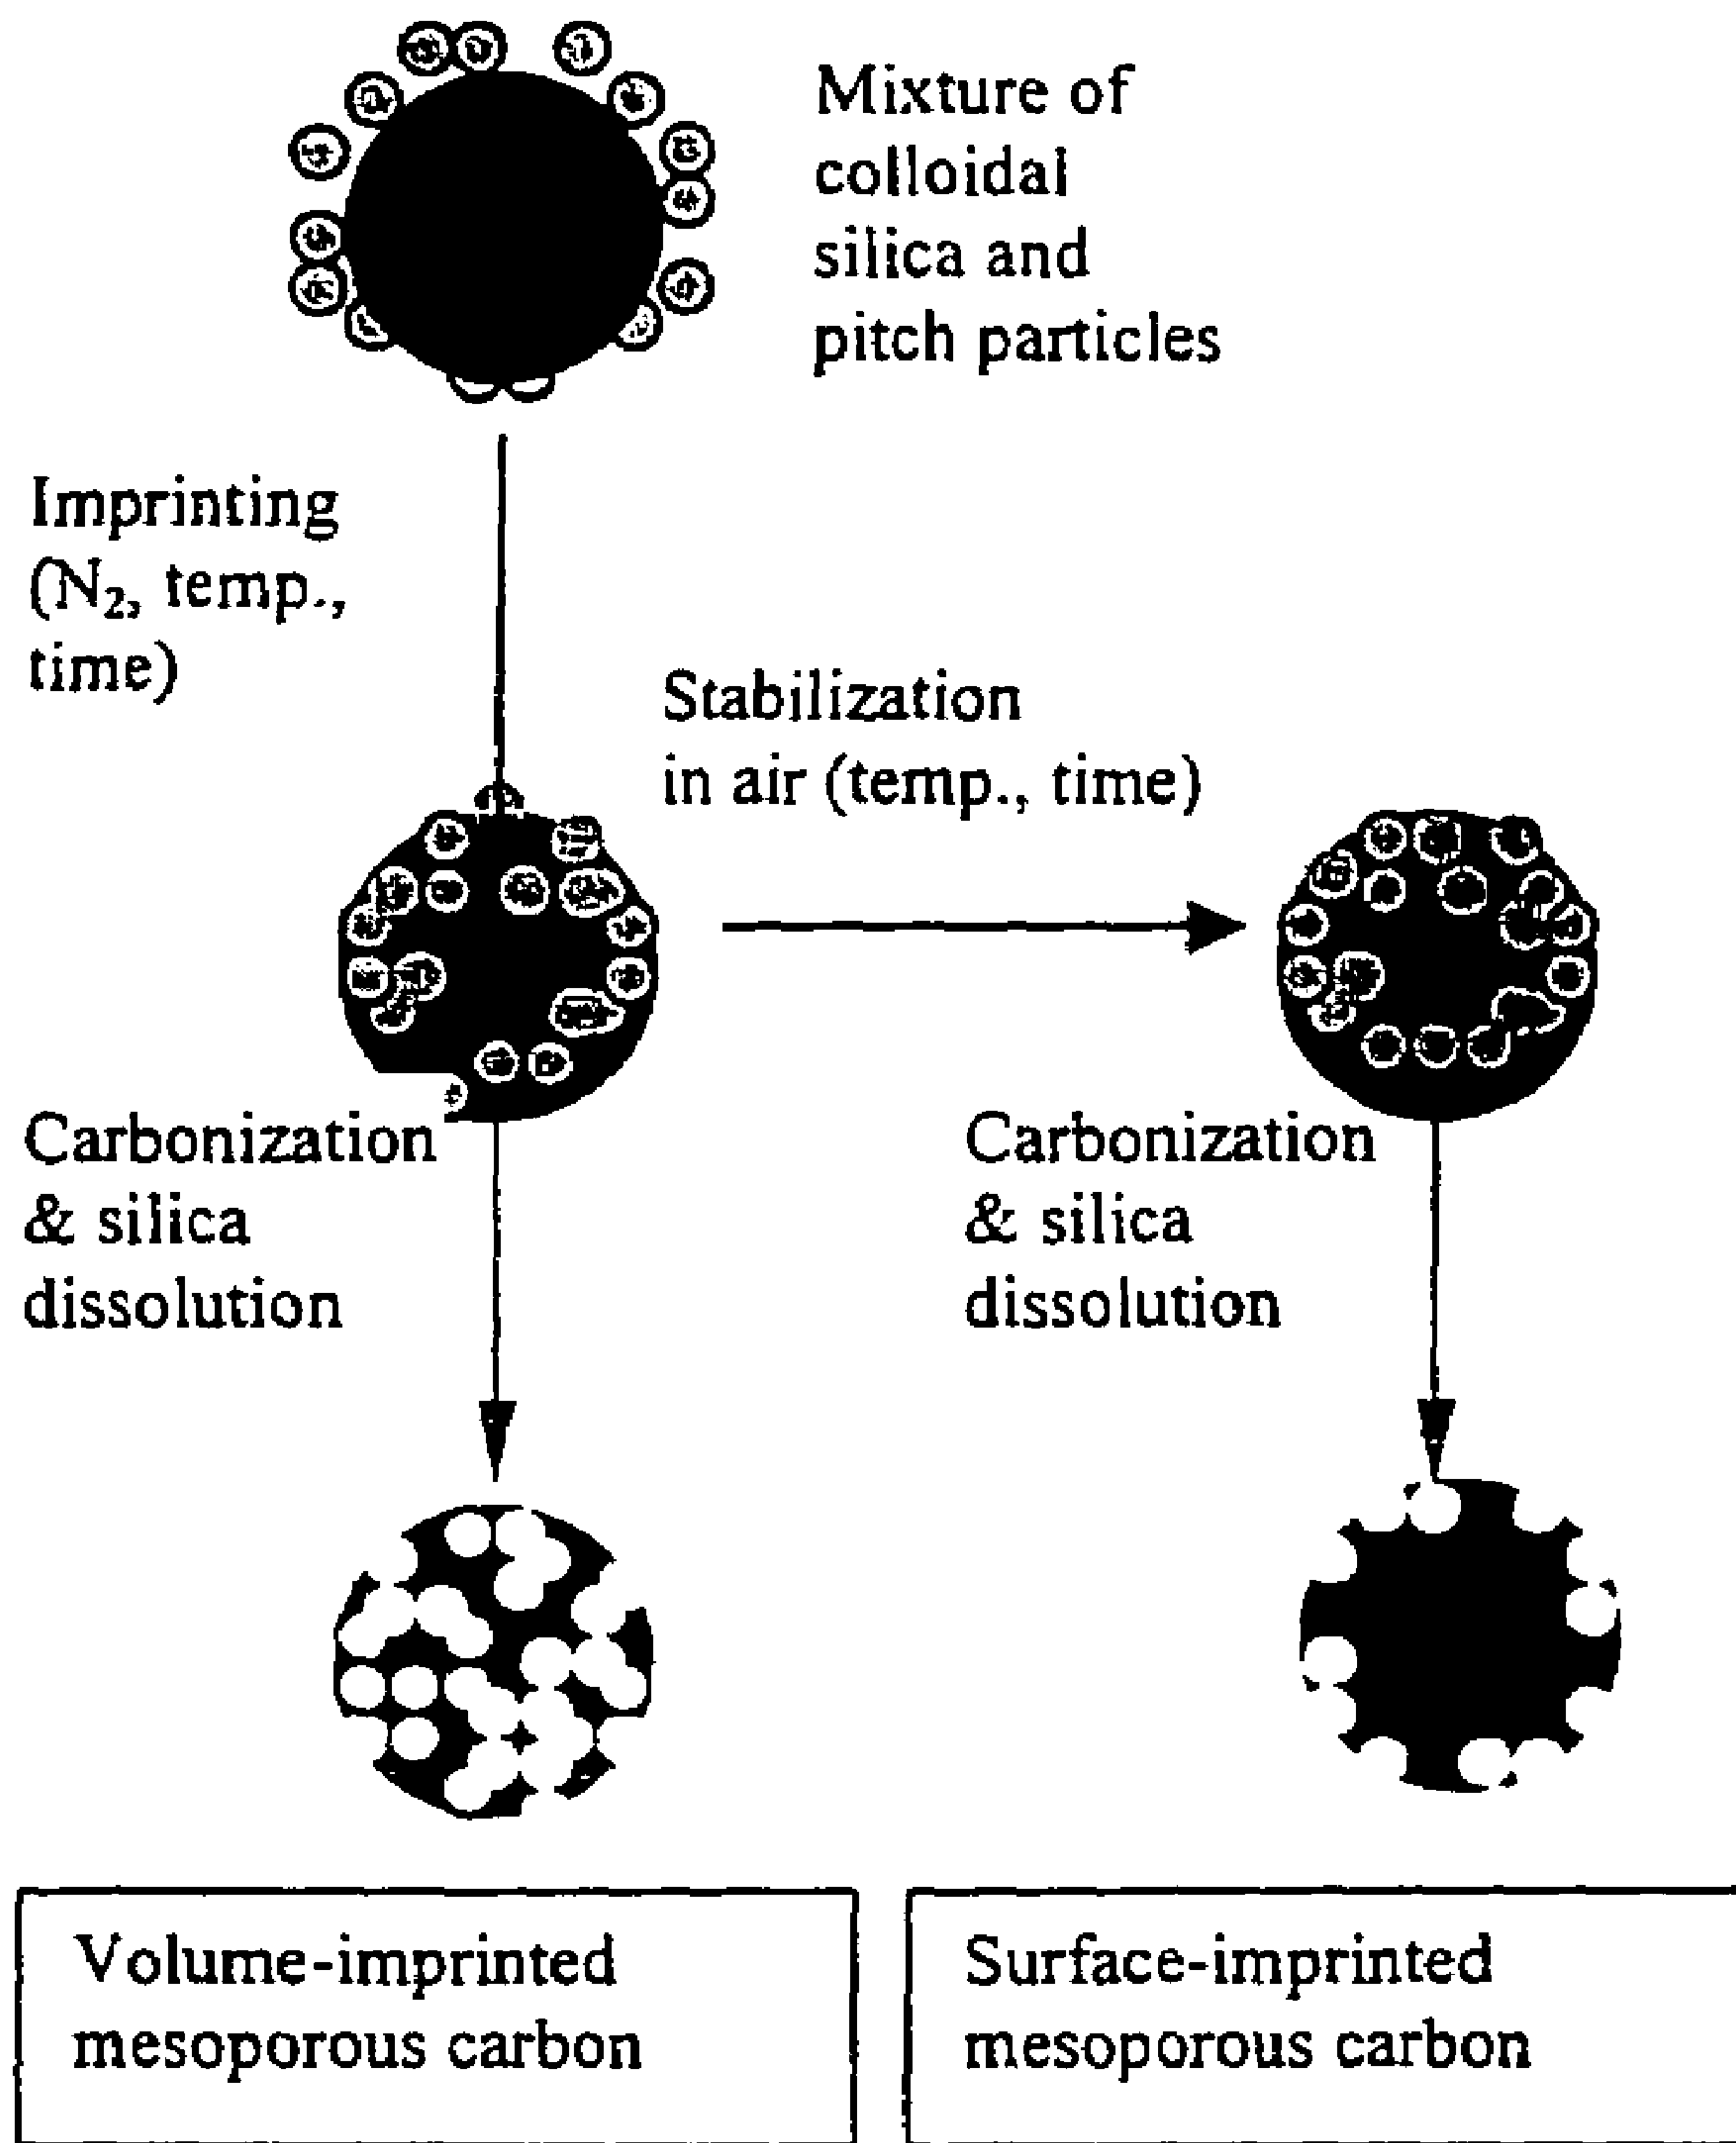 Mixture of
colloidal
silica and
pitch particles
Imprinting
(N₂, temp.,
time)
Stabilization
in air (temp., time)
Carbonization
& silica
dissolution
Carbonization
& silica
dissolution
Volume-imprinted
mesoporous carbon
Surface-imprinted
mesoporous carbon